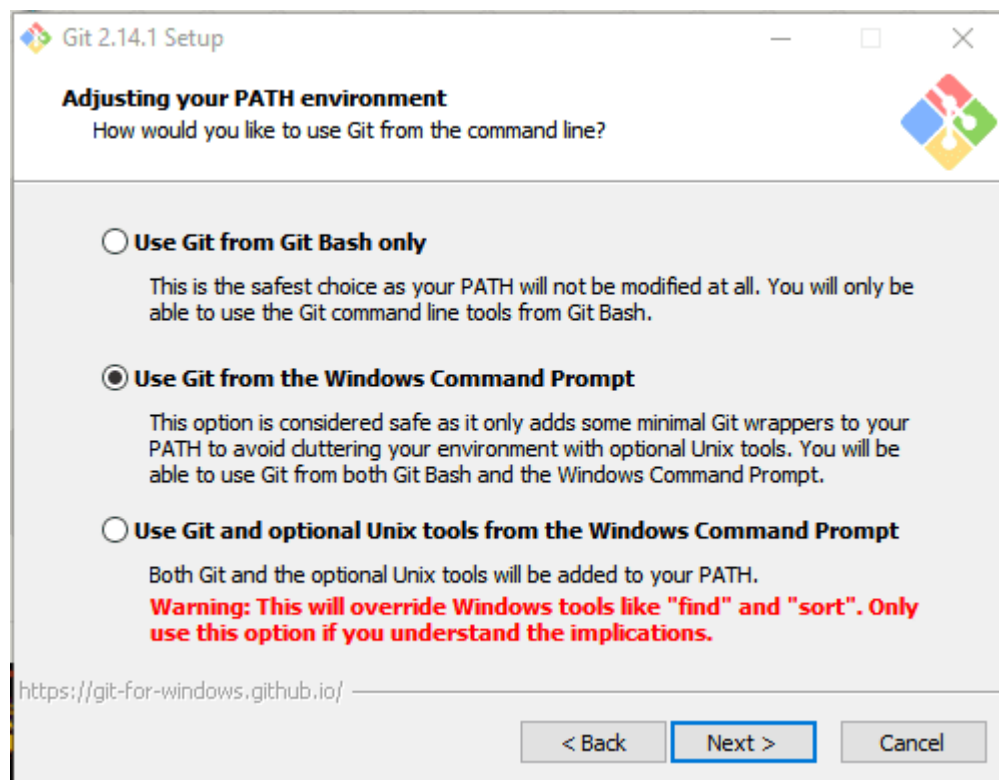 Git 2.14.1 Setup
Adjusting your PATH environment
How would you like to use Git from the command line?
Use Git from Git Bash only
This is the safest choice as your PATH will not be modified at all. You will only be
able to use the Git command line tools from Git Bash.
Use Git from the Windows Command Prompt
This option is considered safe as it only adds some minimal Git wrappers to your
PATH to avoid cluttering your environment with optional Unix tools. You will be
able to use Git from both Git Bash and the Windows Command Prompt.
Use Git and optional Unix tools from the Windows Command Prompt
Both Git and the optional Unix tools will be added to your PATH.
Warning: This will override Windows tools like "find" and "sort". Only
use this option if you understand the implications.
https://git-for-windows.github.io/
< Back Next > Cancel